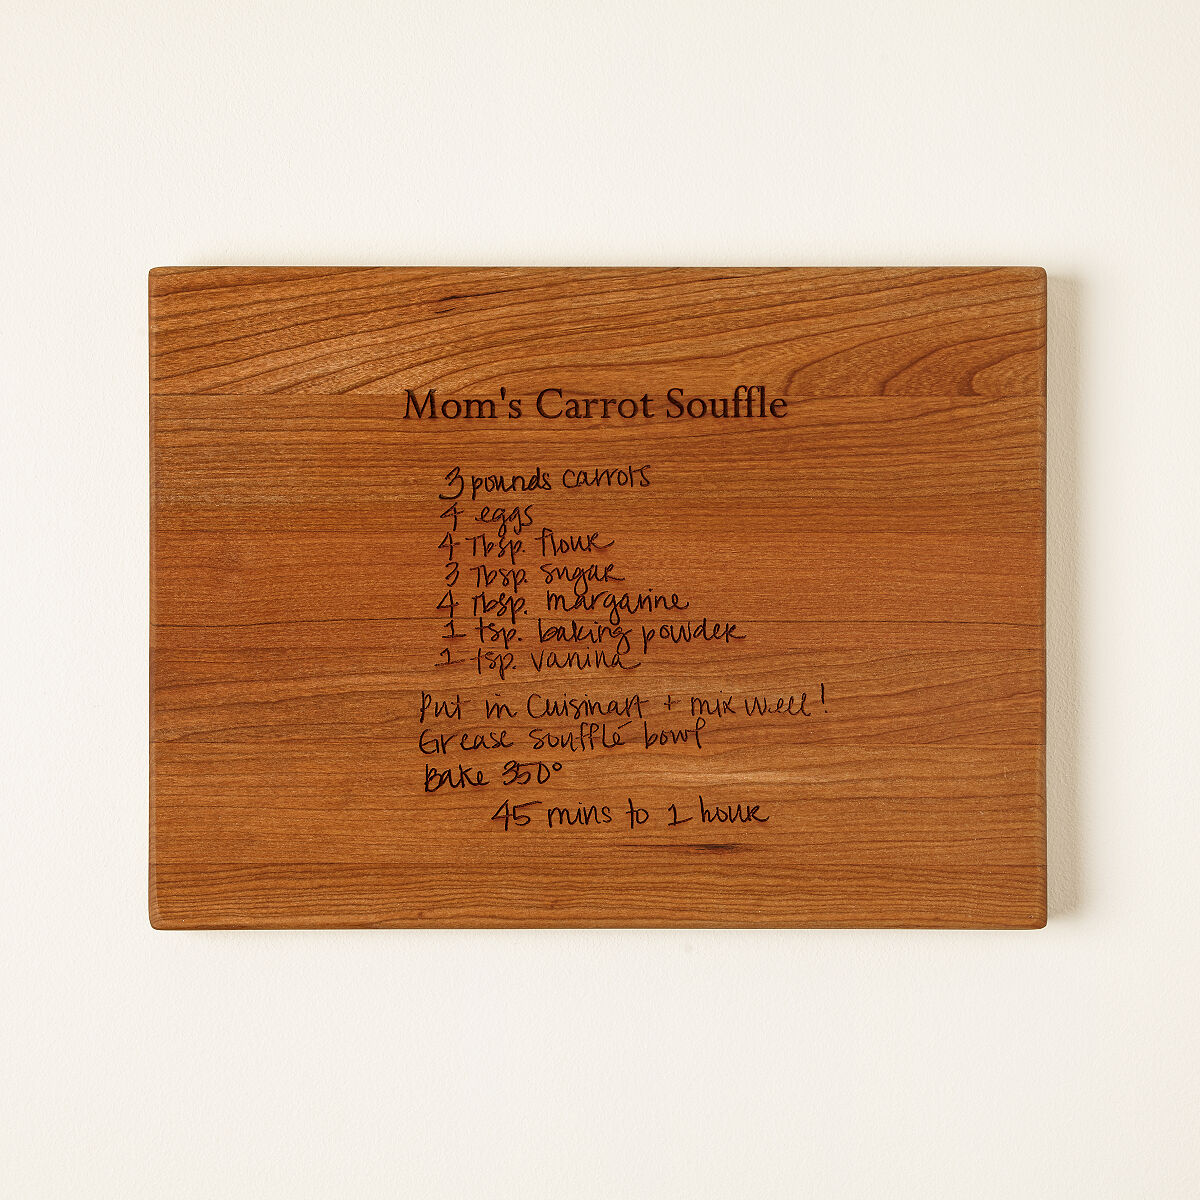 Mom's Carrot Souffle
3 pounds carrots
4 eggs
4 Tbsp. flour
3 Tbsp. sugar
4 Tbsp. margarine
1 tsp. baking powder
1 tsp. vanilla
Put in Cuisinart + mix well!
Grease soufflé bowl
Bake 350°
45 mins to 1 hour